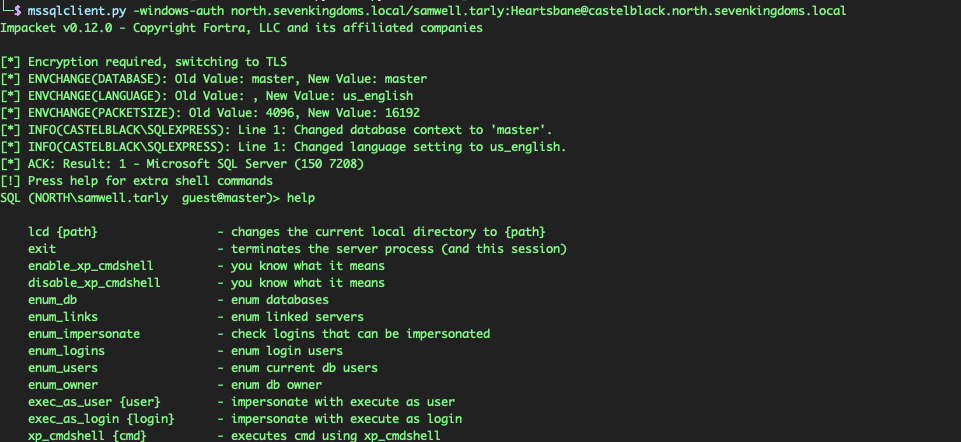 └─$ mssqlclient.py -windows-auth north.sevenkingdoms.local/samwell.tarly:Heartsbane@castelblack.north.sevenkingdoms.local
Impacket v0.12.0 - Copyright Fortra, LLC and its affiliated companies
[*] Encryption required, switching to TLS
[*] ENVCHANGE(DATABASE): Old Value: master, New Value: master
[*] ENVCHANGE(LANGUAGE): Old Value: , New Value: us_english
[*] ENVCHANGE(PACKETSIZE): Old Value: 4096, New Value: 16192
[*] INFO(CASTELBLACK\SQLEXPRESS): Line 1: Changed database context to 'master'.
[*] INFO(CASTELBLACK\SQLEXPRESS): Line 1: Changed language setting to us_english.
[*] ACK: Result: 1 - Microsoft SQL Server (150 7208)
[!] Press help for extra shell commands
SQL (NORTH\samwell.tarly  guest@master)> help
lcd {path} - changes the current local directory to {path}
exit - terminates the server process (and this session)
enable_xp_cmdshell - you know what it means
disable_xp_cmdshell - you know what it means
enum_db - enum databases
enum_links - enum linked servers
enum_impersonate - check logins that can be impersonated
enum_logins - enum login users
enum_users - enum current db users
enum_owner - enum db owner
exec_as_user {user} - impersonate with execute as user
exec_as_login {login} - impersonate with execute as login
xp_cmdshell {cmd} - executes cmd using xp_cmdshell